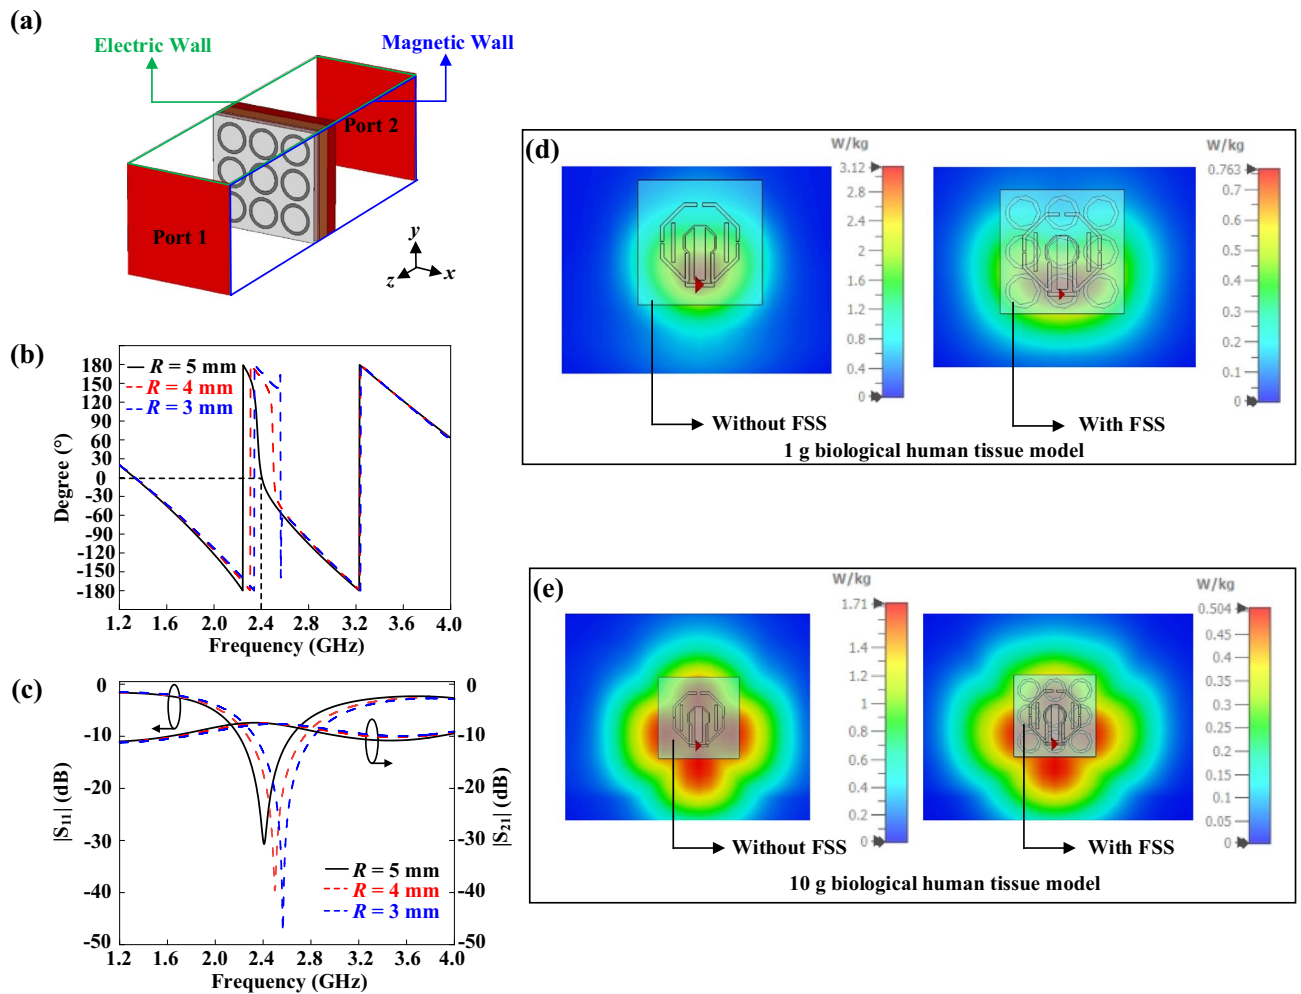 (a)
Electric Wall
Magnetic Wall
Port 2
Port 1
y
z
x
(b)
180
150
120
90
60
30
0
-30
-60
-90
-120
-150
-180
Degree (°)
R = 5 mm
R = 4 mm
R = 3 mm
1.2 2.0 2.4 2.8 3.6 4.0
Frequency (GHz)
(c)
0
-10
-20
-30
-40
-50
|S11| (dB)
0
-10
-20
-30
-40
-50
|S21| (dB)
R = 5 mm
R = 4 mm
R = 3 mm
1.2 2.0 2.4 2.8 3.6 4.0
Frequency (GHz)
(d)
W/kg
3.12
2.8
2.4
2
1.6
1.2
0.8
0.4
0
W/kg
0.763
0.7
0.6
0.5
0.4
0.3
0.2
0.1
0
Without FSS
With FSS
1 g biological human tissue model
(e)
W/kg
1.71
1.4
1.2
1
0.8
0.6
0.4
0.2
0
W/kg
0.504
0.45
0.4
0.35
0.3
0.25
0.2
0.15
0.1
0.05
0
Without FSS
With FSS
10 g biological human tissue model